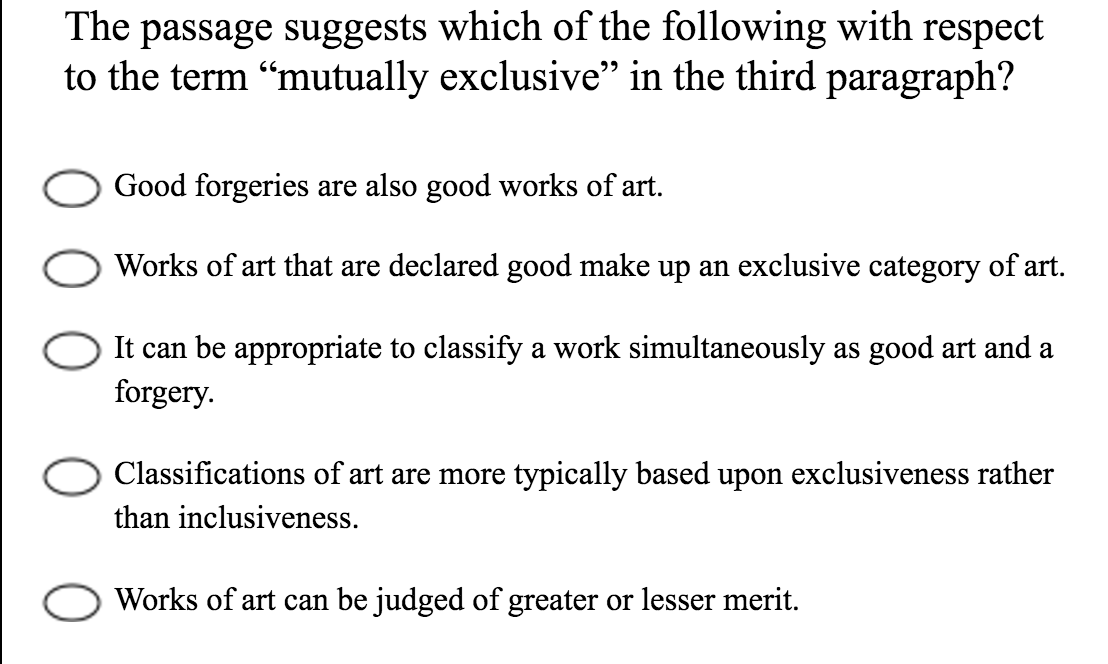 The passage suggests which of the following with respect
to the term “mutually exclusive” in the third paragraph?
Good forgeries are also good works of art.
Works of art that are declared good make up an exclusive category of art.
It can be appropriate to classify a work simultaneously as good art and a
forgery.
Classifications of art are more typically based upon exclusiveness rather
than inclusiveness.
Works of art can be judged of greater or lesser merit.